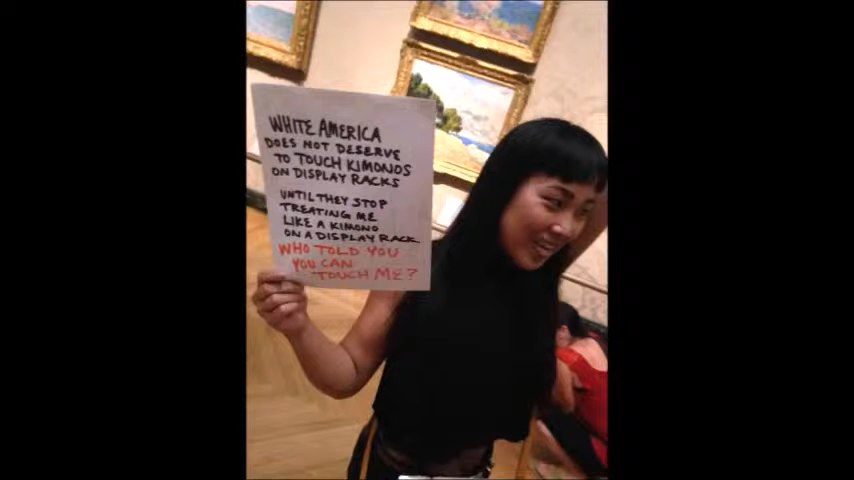 WHITE AMERICA
DOES NOT DESERVE
TO TOUCH KIMONOS
ON DISPLAY RACKS
UNTIL THEY STOP
TREATING ME
LIKE A KIMONO
ON A DISPLAY RACK
WHO TOLD YOU
YOU CAN
TOUCH ME?